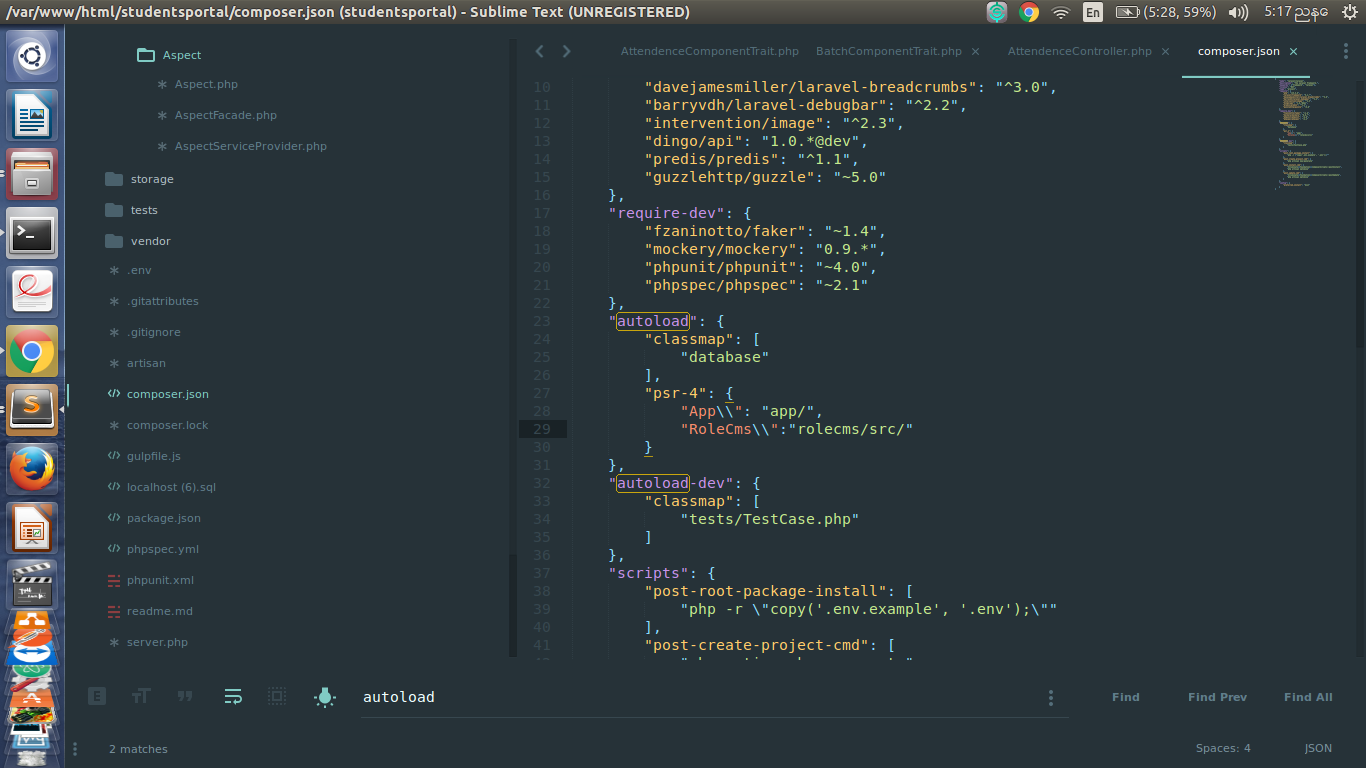 /var/www/html/studentsportal/composer.json (studentsportal) - Sublime Text (UNREGISTERED)
En
(5:28, 59%)
5:17 ညနေ
Aspect
Aspect.php
AspectFacade.php
AspectServiceProvider.php
storage
tests
vendor
.env
.gitattributes
.gitignore
artisan
composer.json
composer.lock
gulpfile.js
localhost (6).sql
package.json
phpspec.yml
phpunit.xml
readme.md
server.php
AttendenceComponentTrait.php
BatchComponentTrait.php
AttendenceController.php
composer.json
10 "davejamesmiller/laravel-breadcrumbs": "^3.0",
11 "barryvdh/laravel-debugbar": "^2.2",
12 "intervention/image": "^2.3",
13 "dingo/api": "1.0.*@dev",
14 "predis/predis": "^1.1",
15 "guzzlehttp/guzzle": "~5.0"
16 },
17 "require-dev": {
18 "fzaninotto/faker": "~1.4",
19 "mockery/mockery": "0.9.*",
20 "phpunit/phpunit": "~4.0",
21 "phpspec/phpspec": "~2.1"
22 },
23 "autoload": {
24 "classmap": [
25 "database"
26 ],
27 "psr-4": {
28 "App\\": "app/",
29 "RoleCms\\":"rolecms/src/"
30 }
31 },
32 "autoload-dev": {
33 "classmap": [
34 "tests/TestCase.php"
35 ]
36 },
37 "scripts": {
38 "post-root-package-install": [
39 "php -r \"copy('.env.example', '.env');\""
40 ],
41 "post-create-project-cmd": [
autoload
Find
Find Prev
Find All
2 matches
Spaces: 4
JSON